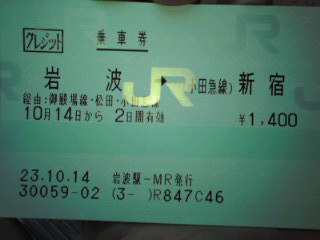 クレジット 乗車券
岩波 ▶ (小田急線) 新宿
経由:御殿場線・松田・小田急線
10月14日から 2日間有効 ¥1,400
23.10.14 岩波駅-MR発行
30059-02 (3- )R847C46
JR